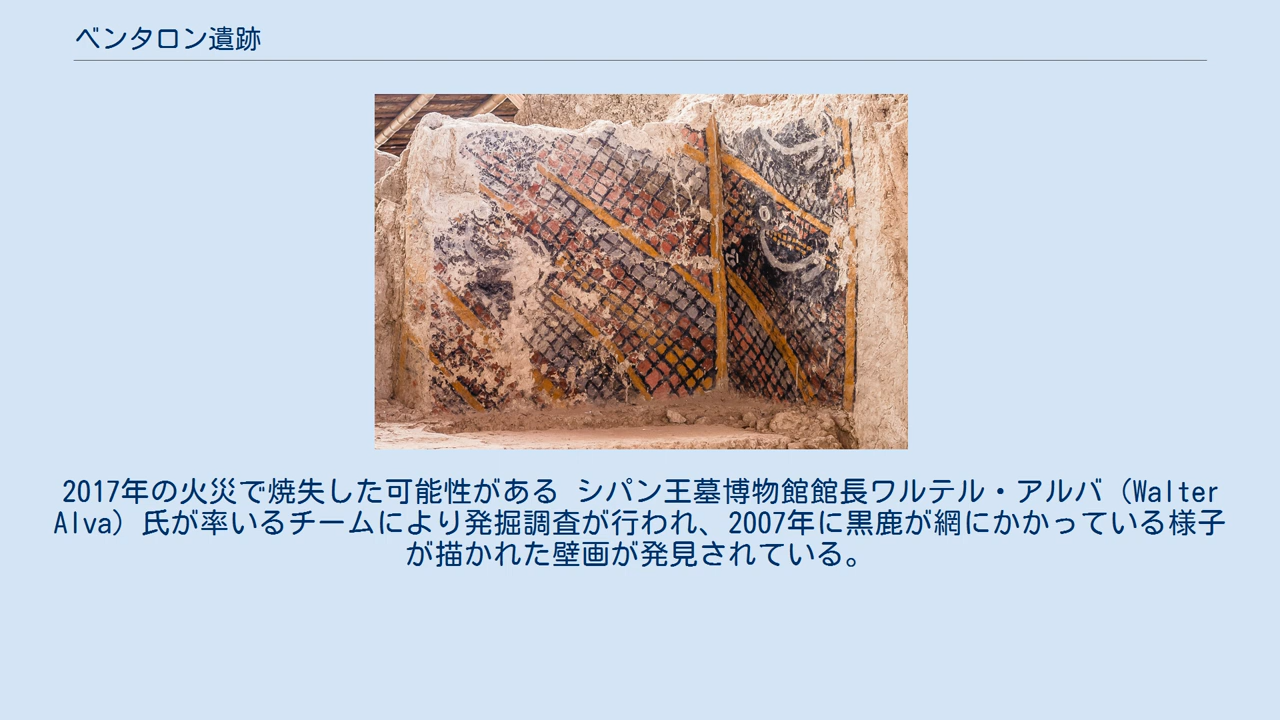 ベンタロン遺跡
2017年の火災で焼失した可能性がある シパン王墓博物館館長ワルテル・アルバ（Walter
Alva）氏が率いるチームにより発掘調査が行われ、2007年に黒鹿が網にかかっている様子
が描かれた壁画が発見されている。